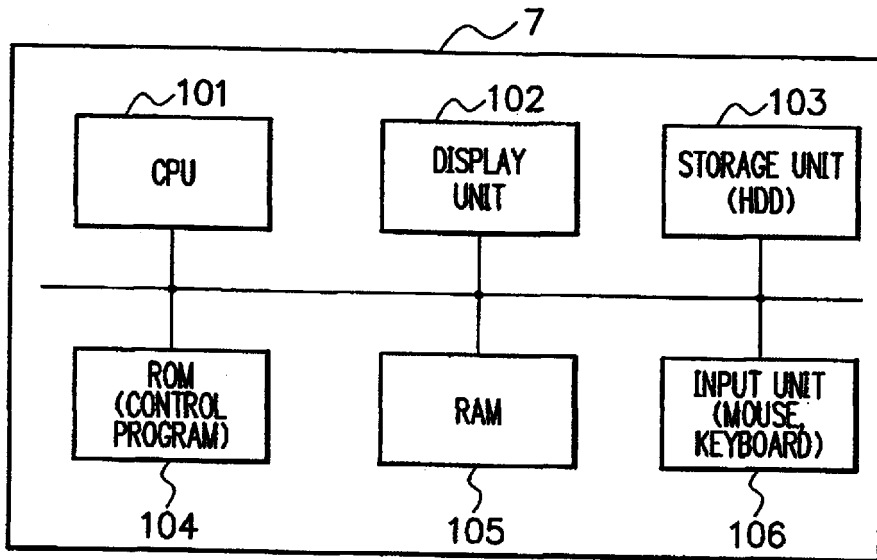 7
101
102
103
CPU
DISPLAY
UNIT
STORAGE UNIT
(HDD)
ROM
(CONTROL
PROGRAM)
RAM
INPUT UNIT
(MOUSE,
KEYBOARD)
104
105
106